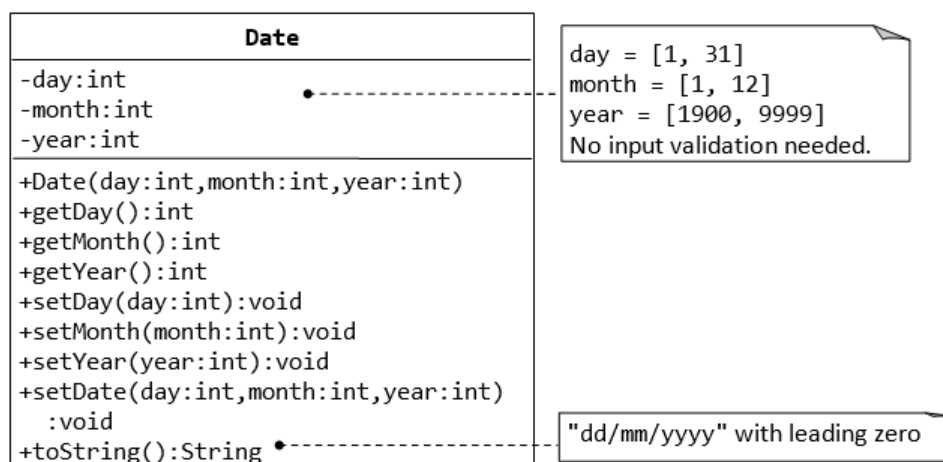 Date
-day:int
-month:int
-year:int
day = [1, 31]
month = [1, 12]
year = [1900, 9999]
No input validation needed.
+Date(day:int,month:int,year:int)
+getDay():int
+getMonth():int
+getYear():int
+setDay(day:int):void
+setMonth(month:int):void
+setYear(year:int):void
+setDate(day:int,month:int,year:int)
:void
+toString():String
"dd/mm/yyyy" with leading zero